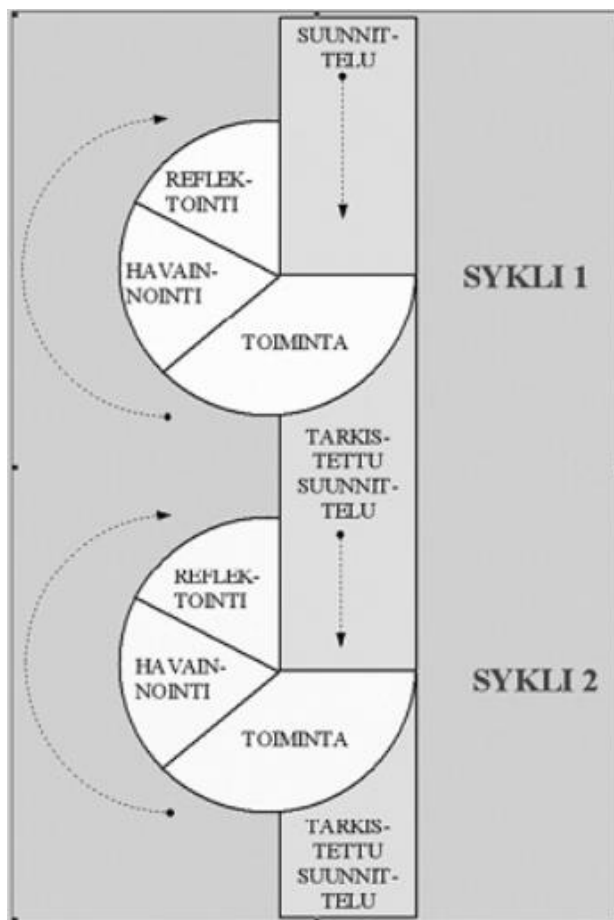 SUUNNIT-
TELU
REFLEK-
TOINTI
HAVAIN-
NOINTI
TOIMINTA
SYKLI 1
TARKIS-
TETTU
SUUNNIT-
TELU
REFLEK-
TOINTI
HAVAIN-
NOINTI
TOIMINTA
SYKLI 2
TARKIS-
TETTU
SUUNNIT-
TELU